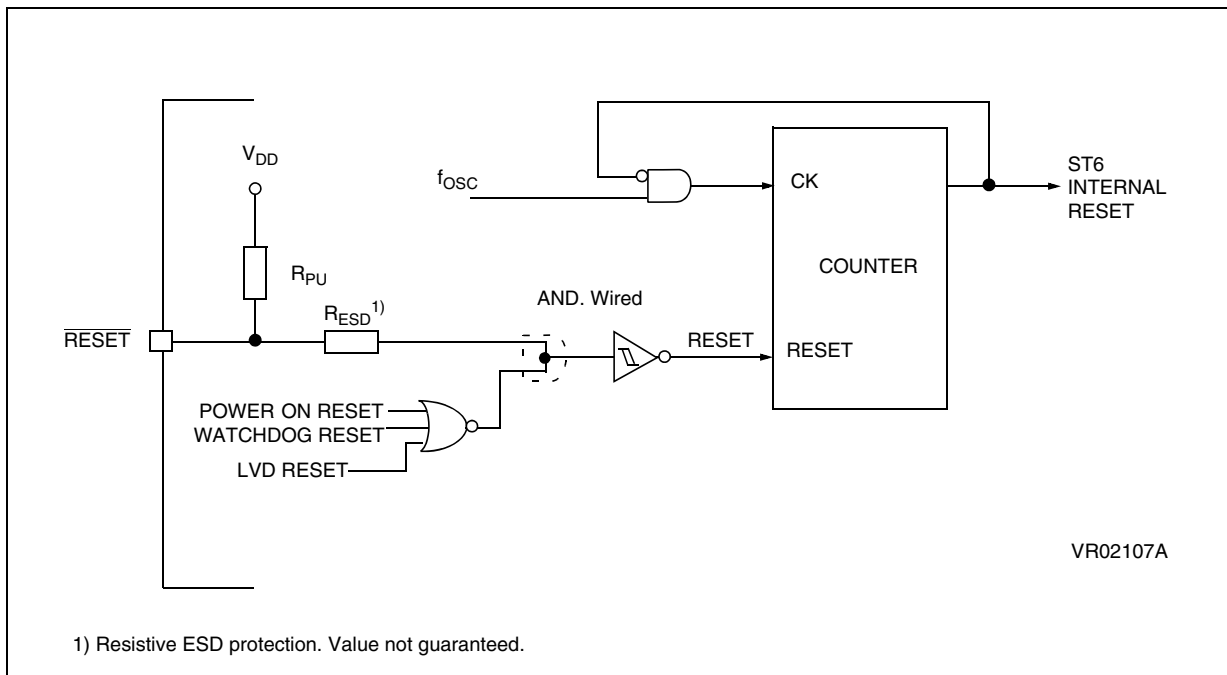 V_DD
f_OSC
CK
ST6
INTERNAL
RESET
COUNTER
R_PU
AND. Wired
R_ESD 1)
RESET
RESET
RESET
POWER ON RESET
WATCHDOG RESET
LVD RESET
VR02107A
1) Resistive ESD protection. Value not guaranteed.